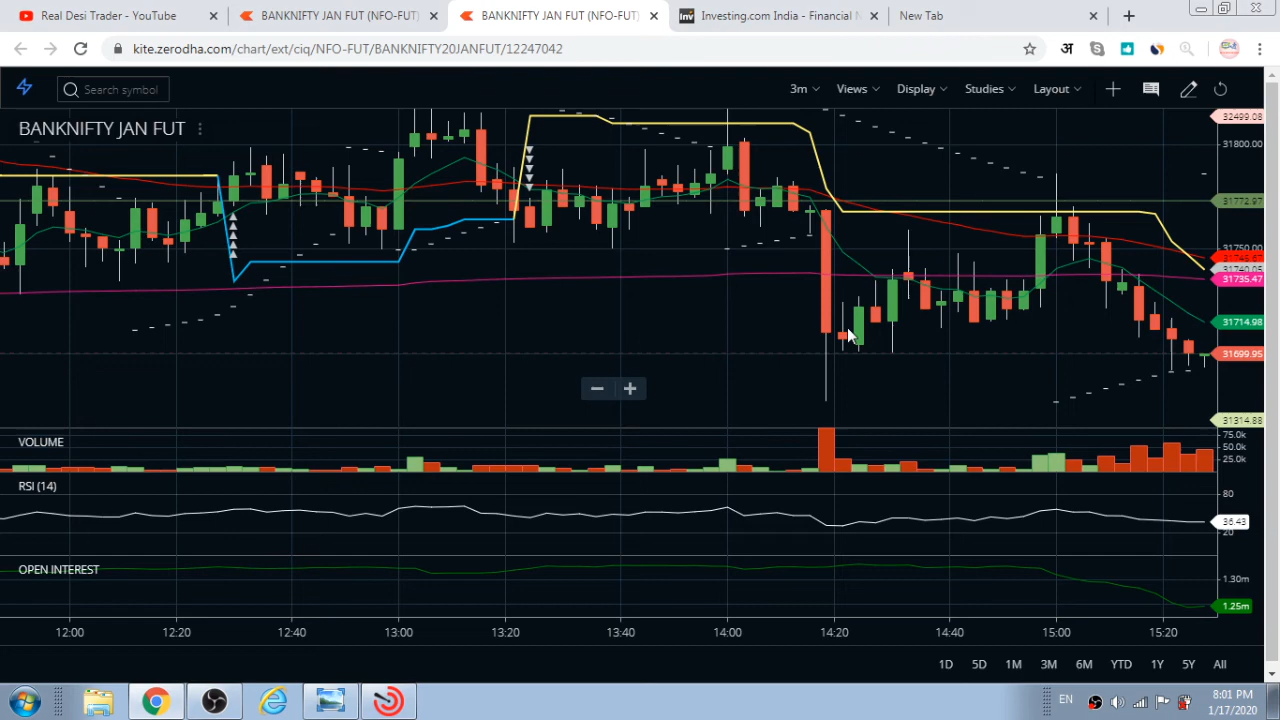 Real Desi Trader - YouTube
BANKNIFTY JAN FUT (NFO-FUT)
BANKNIFTY JAN FUT (NFO-FUT)
Investing.com India - Financial N
New Tab
kite.zerodha.com/chart/ext/ciq/NFO-FUT/BANKNIFTY20JANFUT/12247042
अ
Search symbol
3m
Views
Display
Studies
Layout
BANKNIFTY JAN FUT
32499.08
31800.00
31772.97
31750.00
31740.05
31735.47
31714.98
31699.95
31314.88
VOLUME
75.0k
50.0k
25.0k
RSI (14)
80
36.43
20
OPEN INTEREST
1.30m
1.25m
12:00
12:20
12:40
13:00
13:20
13:40
14:00
14:20
14:40
15:00
15:20
1D
5D
1M
3M
6M
YTD
1Y
5Y
All
EN
8:01 PM
1/17/2020